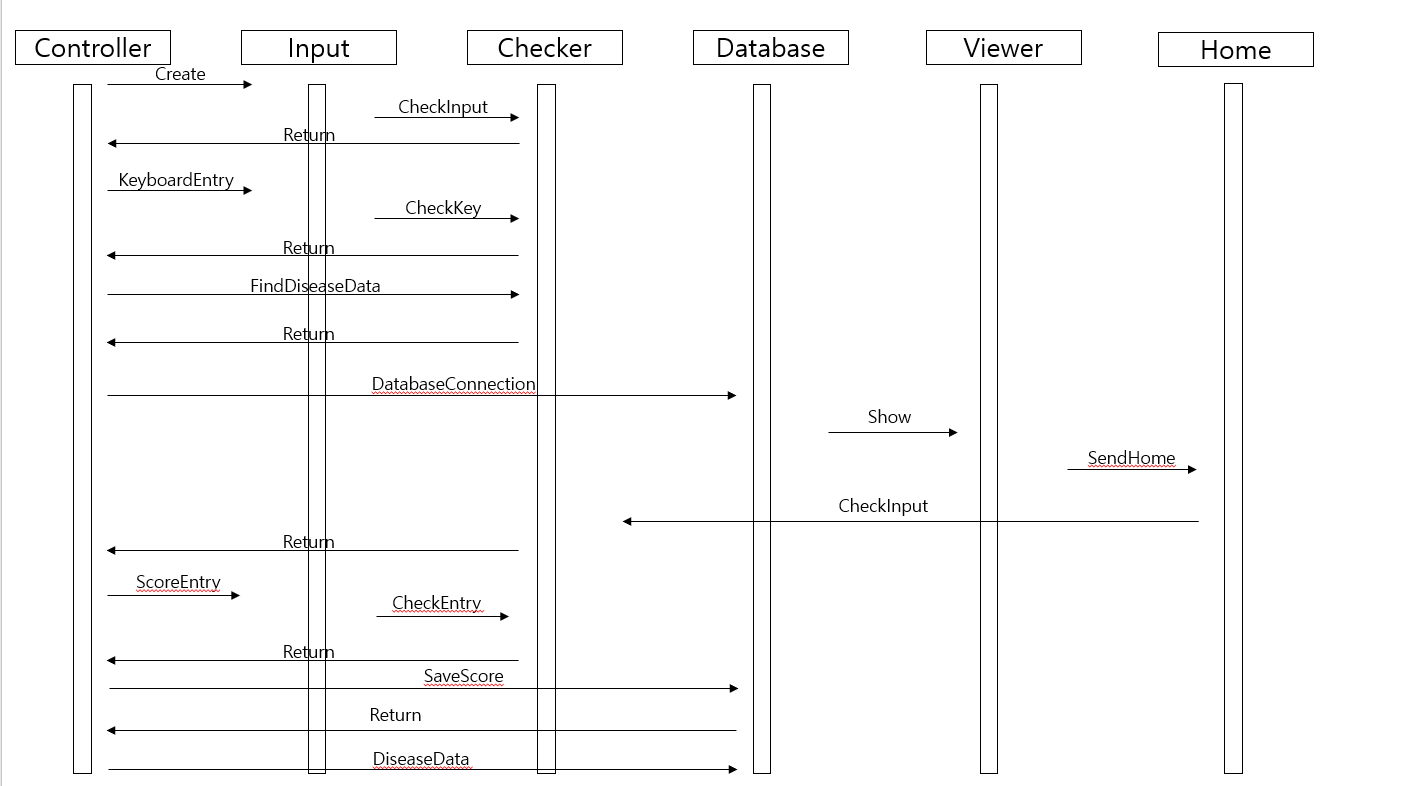 Controller
Input
Checker
Database
Viewer
Home
Create
CheckInput
Return
KeyboardEntry
CheckKey
Return
FindDiseaseData
Return
DatabaseConnection
Show
SendHome
CheckInput
Return
ScoreEntry
CheckEntry
Return
SaveScore
Return
DiseaseData